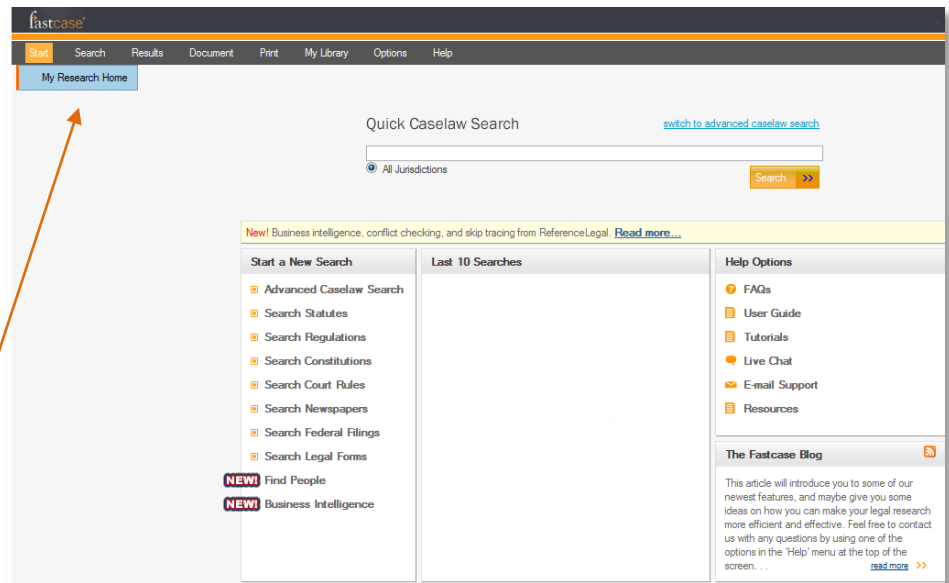 fastcase
Start Search Results Document Print My Library Options Help
My Research Home
Quick Caselaw Search
switch to advanced caselaw search
All Jurisdictions
Search >>
New! Business intelligence, conflict checking, and skip tracing from ReferenceLegal. Read more...
Start a New Search
Advanced Caselaw Search
Search Statutes
Search Regulations
Search Constitutions
Search Court Rules
Search Newspapers
Search Federal Filings
Search Legal Forms
NEW! Find People
NEW! Business Intelligence
Last 10 Searches
Help Options
FAQs
User Guide
Tutorials
Live Chat
E-mail Support
Resources
The Fastcase Blog
This article will introduce you to some of our
newest features, and maybe give you some
ideas on how you can make your legal research
more efficient and effective. Feel free to contact
us with any questions by using one of the
options in the 'Help' menu at the top of the
screen. . . read more >>